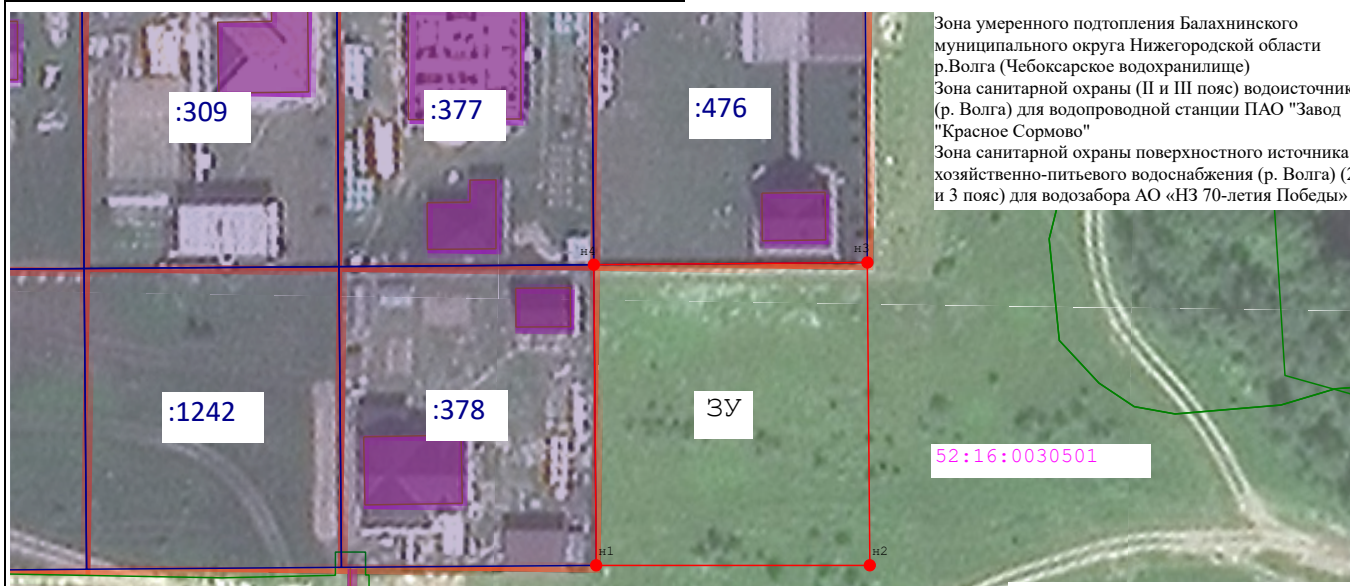 Зона умеренного подтопления Балахнинского
муниципального округа Нижегородской области
р.Волга (Чебоксарское водохранилище)
Зона санитарной охраны (II и III пояс) водоисточник
(р. Волга) для водопроводной станции ПАО "Завод
"Красное Сормово"
Зона санитарной охраны поверхностного источника
хозяйственно-питьевого водоснабжения (р. Волга) (2
и 3 пояс) для водозабора АО «НЗ 70-летия Победы»
:309
:377
:476
н4
н3
:1242
:378
ЗУ
52:16:0030501
н1
н2